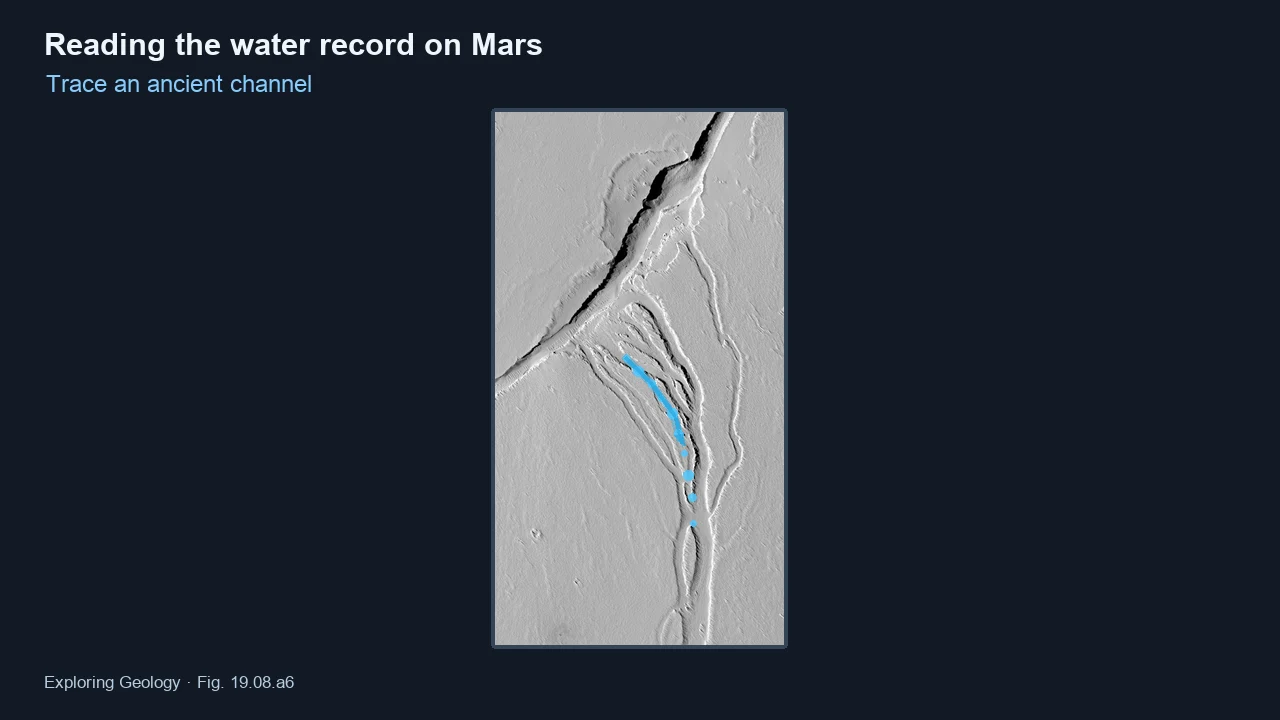 Reading the water record on Mars
Trace an ancient channel
Exploring Geology · Fig. 19.08.a6